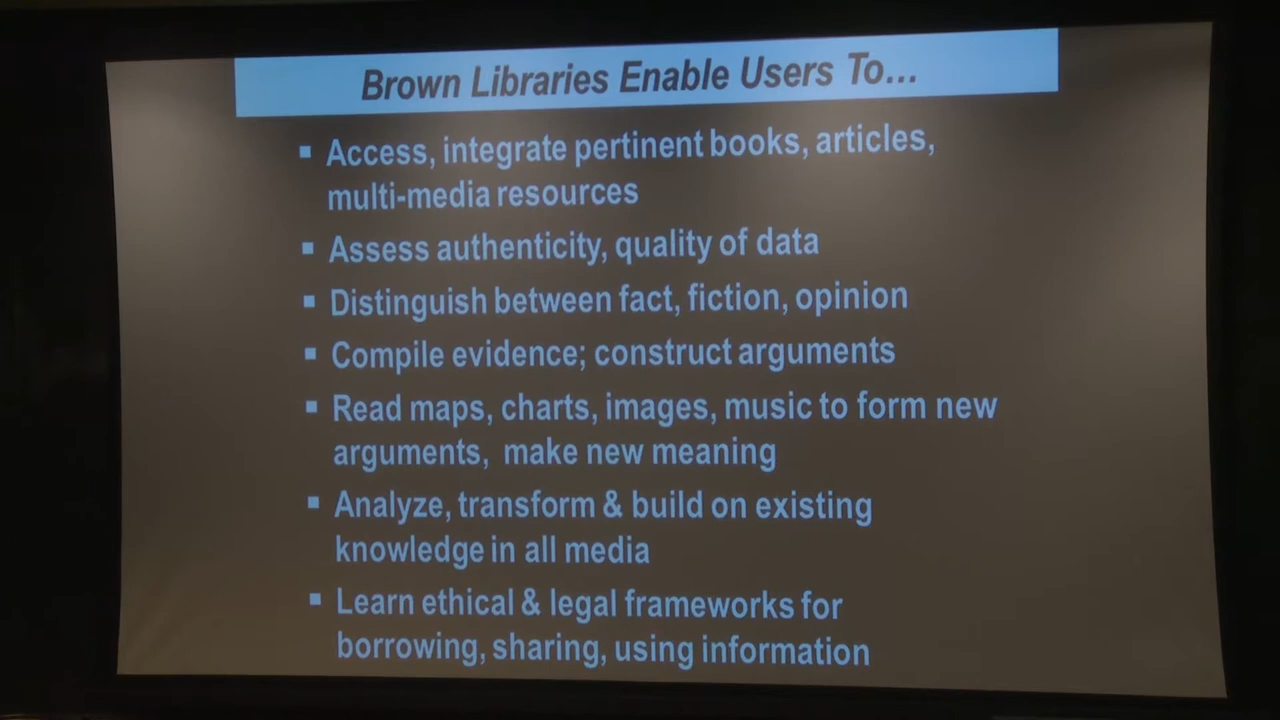 Brown Libraries Enable Users To...
▪ Access, integrate pertinent books, articles,
multi-media resources
▪ Assess authenticity, quality of data
▪ Distinguish between fact, fiction, opinion
▪ Compile evidence; construct arguments
▪ Read maps, charts, images, music to form new
arguments, make new meaning
▪ Analyze, transform & build on existing
knowledge in all media
▪ Learn ethical & legal frameworks for
borrowing, sharing, using information